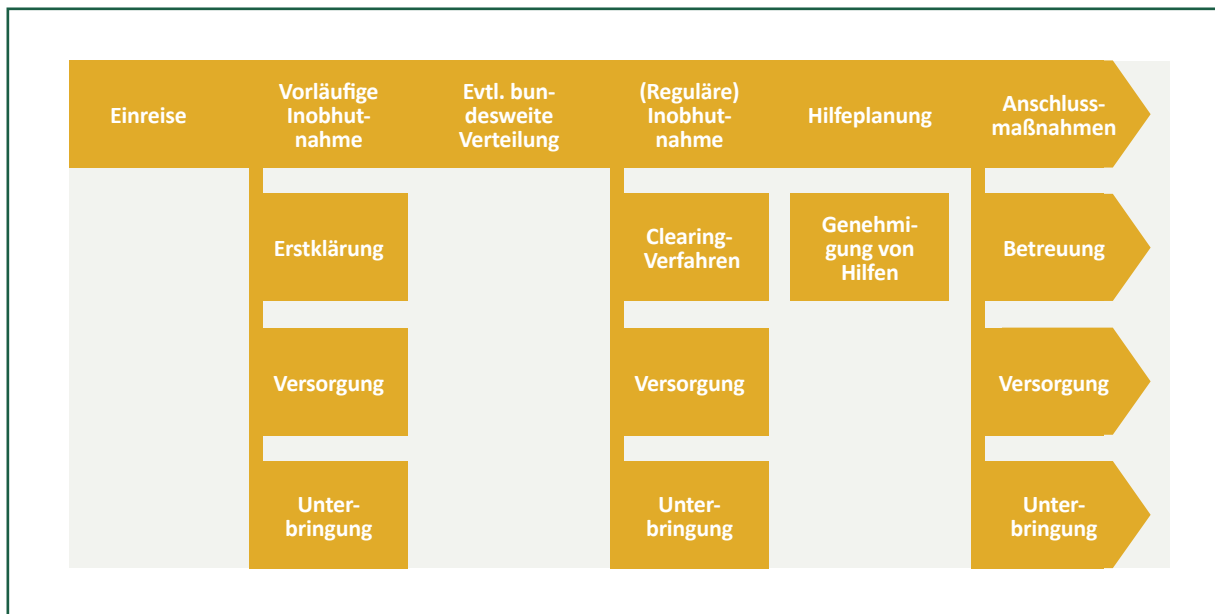 Einreise
Vorläufige
Inobhut-
nahme
Evtl. bun-
desweite
Verteilung
(Reguläre)
Inobhut-
nahme
Hilfeplanung
Anschluss-
maßnahmen
Erstklärung
Clearing-
Verfahren
Genehmi-
gung von
Hilfen
Betreuung
Versorgung
Versorgung
Versorgung
Unter-
bringung
Unter-
bringung
Unter-
bringung